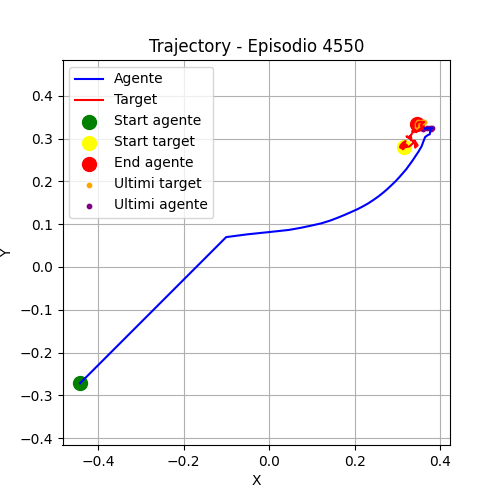 Trajectory - Episodio 4550
Agente
Target
Start agente
Start target
End agente
Ultimi target
Ultimi agente
0.4
0.3
0.2
0.1
0.0
−0.1
−0.2
−0.3
−0.4
Y
−0.4
−0.2
0.0
0.2
0.4
X